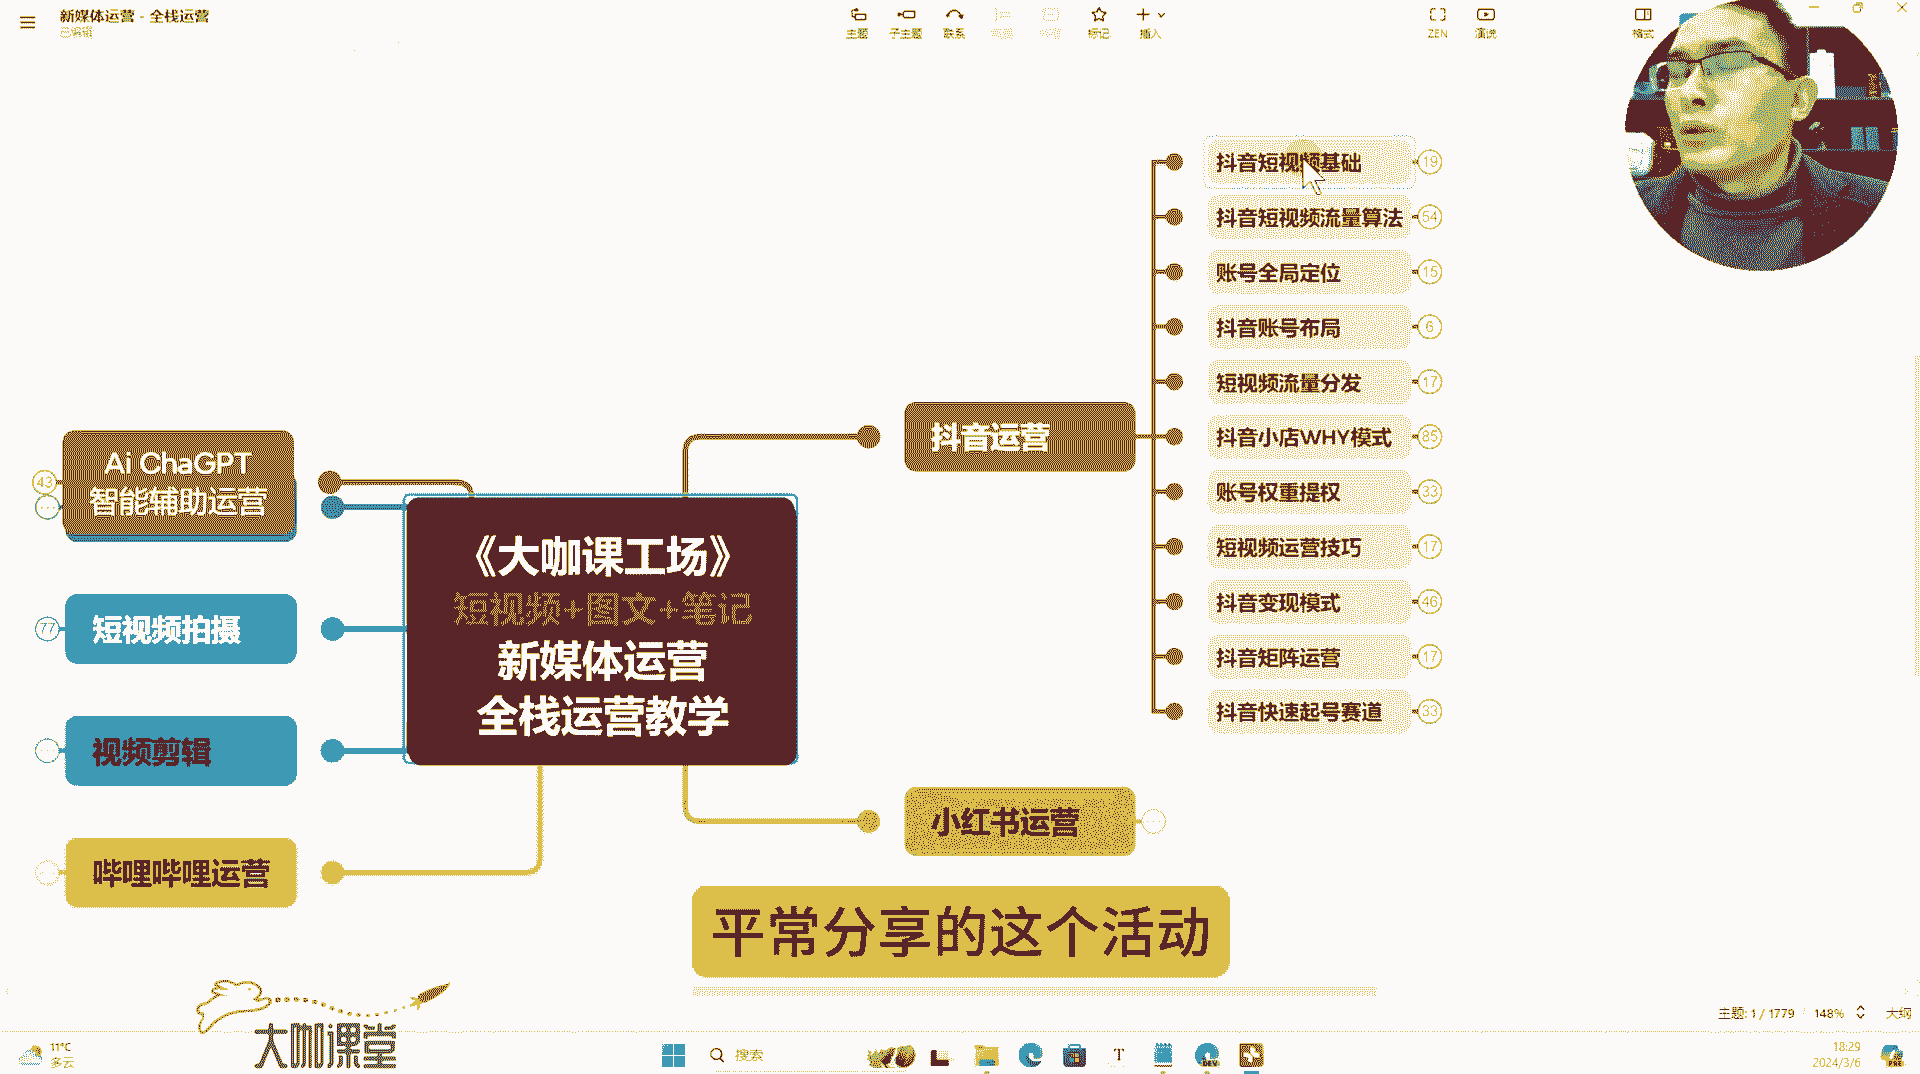 新媒体运营 - 全栈运营
已编辑
主题
子主题
联系
标记
插入
ZEN
演说
格式
抖音短视频基础
19
抖音短视频流量算法
54
账号全局定位
15
抖音账号布局
6
短视频流量分发
17
抖音小店WHY模式
85
账号权重提权
33
短视频运营技巧
17
抖音变现模式
46
抖音矩阵运营
17
抖音快速起号赛道
33
抖音运营
小红书运营
《大咖课工场》
短视频+图文+笔记
新媒体运营
全栈运营教学
Ai ChaGPT
智能辅助运营
43
短视频拍摄
77
视频剪辑
哔哩哔哩运营
平常分享的这个活动
大咖课堂
主题: 1 / 1779
148%
大纲
11°C
多云
搜索
18:29
2024/3/6